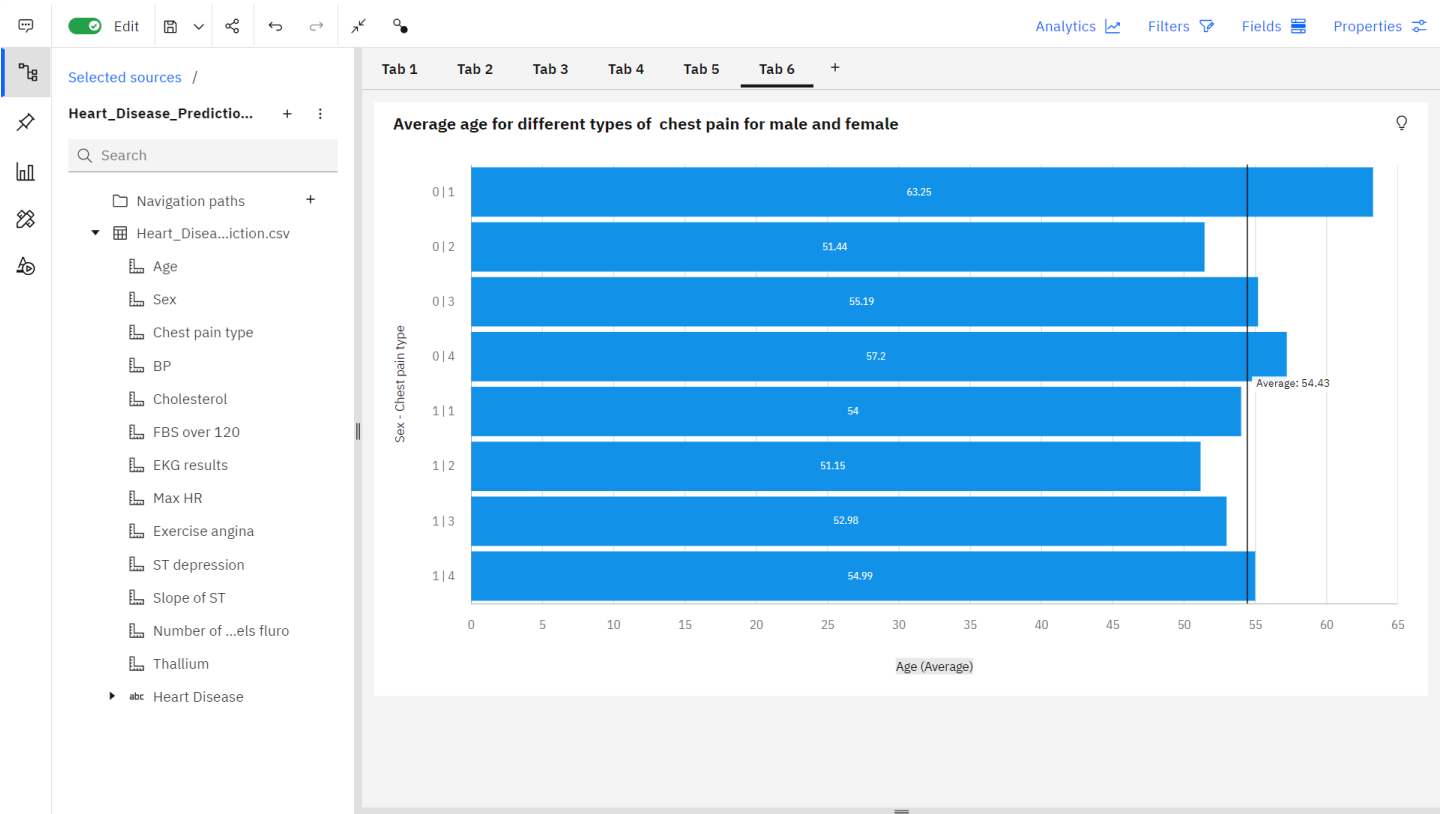 Edit
Analytics
Filters
Fields
Properties
Selected sources /
Heart_Disease_Predictio...
Search
Navigation paths
Heart_Disea...iction.csv
Age
Sex
Chest pain type
BP
Cholesterol
FBS over 120
EKG results
Max HR
Exercise angina
ST depression
Slope of ST
Number of ...els fluro
Thallium
abc Heart Disease
Tab 1 Tab 2 Tab 3 Tab 4 Tab 5 Tab 6 +
Average age for different types of  chest pain for male and female
Sex - Chest pain type
0 | 1 63.25
0 | 2 51.44
0 | 3 55.19
0 | 4 57.2
Average: 54.43
1 | 1 54
1 | 2 51.15
1 | 3 52.98
1 | 4 54.99
0 5 10 15 20 25 30 35 40 45 50 55 60 65
Age (Average)